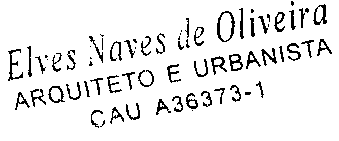 Elves Naves de Oliveira
ARQUITETO E URBANISTA
CAU A36373-1